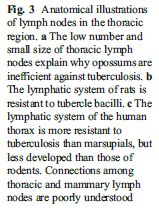 Fig. 3 Anatomical illustrations
of lymph nodes in the thoracic
region. a The low number and
small size of thoracic lymph
nodes explain why opossums are
inefficient against tuberculosis. b
The lymphatic system of rats is
resistant to tubercle bacilli. c The
lymphatic system of the human
thorax is more resistant to
tuberculosis than marsupials, but
less developed than those of
rodents. Connections among
thoracic and mammary lymph
nodes are poorly understood